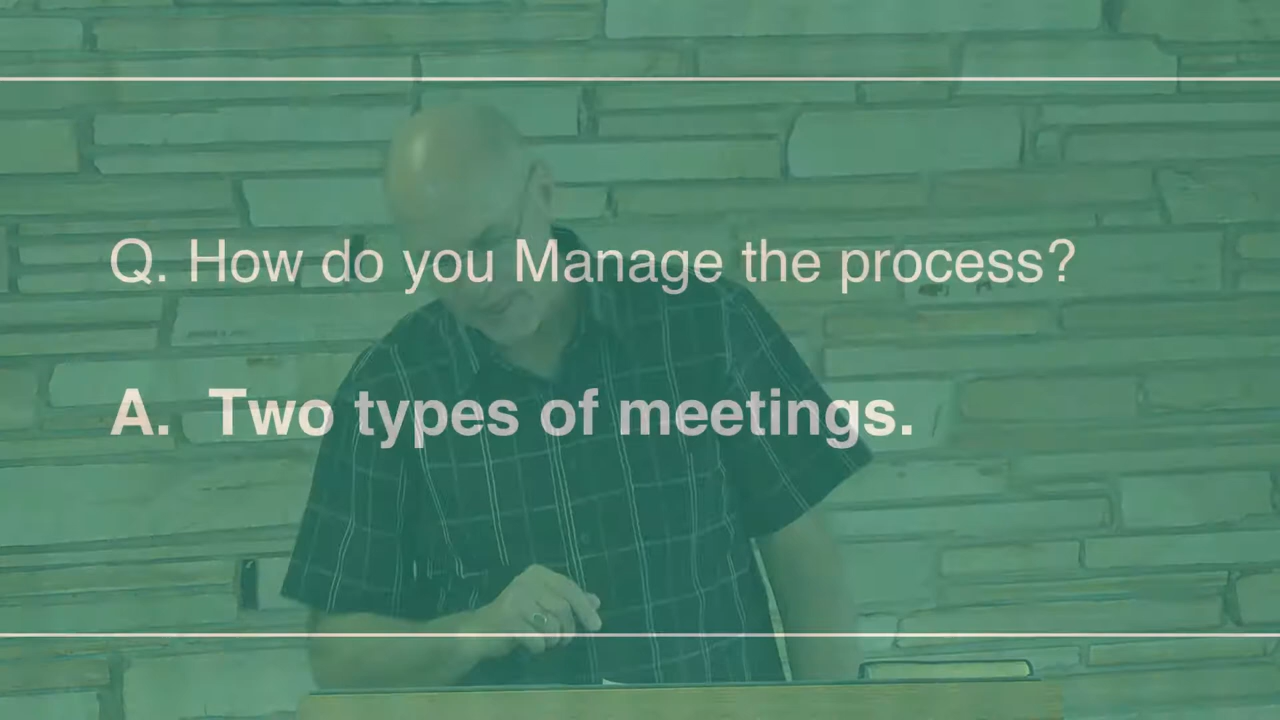 Q. How do you Manage the process?
A. Two types of meetings.